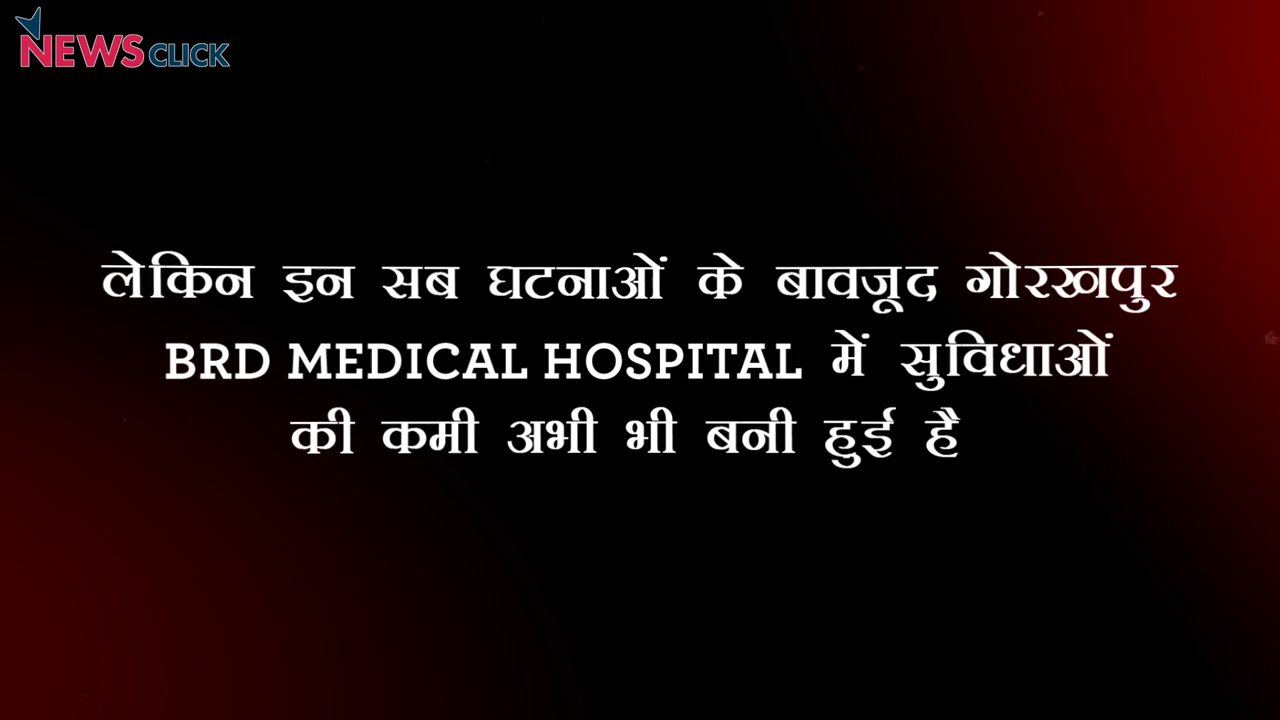 NEWSCLICK
लेकिन इन सब घटनाओं के बावजूद गोरखपुर
BRD MEDICAL HOSPITAL में सुविधाओं
की कमी अभी भी बनी हुई है